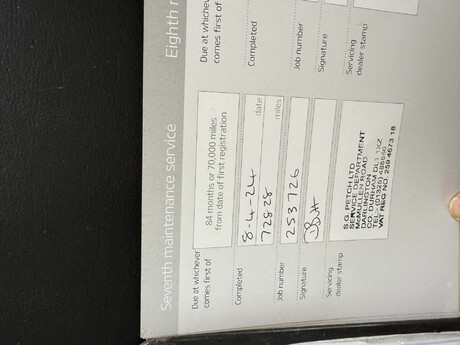 Seventh maintenance service
Due at whichever
comes first of
84 months or 70,000 miles
from date of first registration
Completed
8-4-24 date
72828 miles
Job number
253726
Signature
Servicing
dealer stamp
S.G. PETCH LTD
SERVICE DEPARTMENT
McMULLEN ROAD
DARLINGTON
CO. DURHAM DL1 1XZ
VAT REG NO. 259 4673 18
Eighth
Due at whichever
comes first of
Completed
Job number
Signature
Servicing
dealer stamp